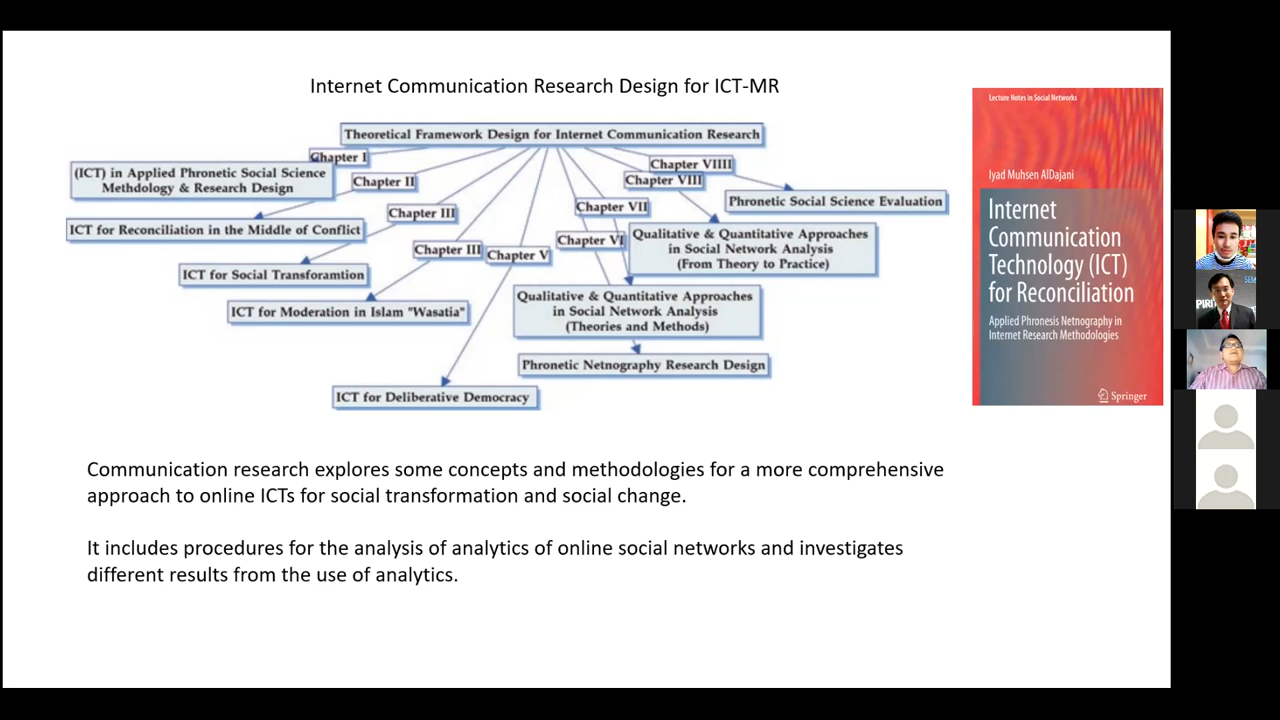 Internet Communication Research Design for ICT-MR
Theoretical Framework Design for Internet Communication Research
Chapter I
(ICT) in Applied Phronetic Social Science
Methdology & Research Design
Chapter II
ICT for Reconciliation in the Middle of Conflict
Chapter III
ICT for Social Transforamtion
Chapter III
ICT for Moderation in Islam "Wasatia"
Chapter V
ICT for Deliberative Democracy
Chapter VI
Phronetic Netnography Research Design
Chapter VII
Qualitative & Quantitative Approaches
in Social Network Analysis
(Theories and Methods)
Chapter VIII
Qualitative & Quantitative Approaches
in Social Network Analysis
(From Theory to Practice)
Chapter VIIII
Phronetic Social Science Evaluation
Lecture Notes in Social Networks
Iyad Muhsen AlDajani
Internet
Communication
Technology (ICT)
for Reconciliation
Applied Phronesis Netnography in
Internet Research Methodologies
Springer
Communication research explores some concepts and methodologies for a more comprehensive
approach to online ICTs for social transformation and social change.
It includes procedures for the analysis of analytics of online social networks and investigates
different results from the use of analytics.